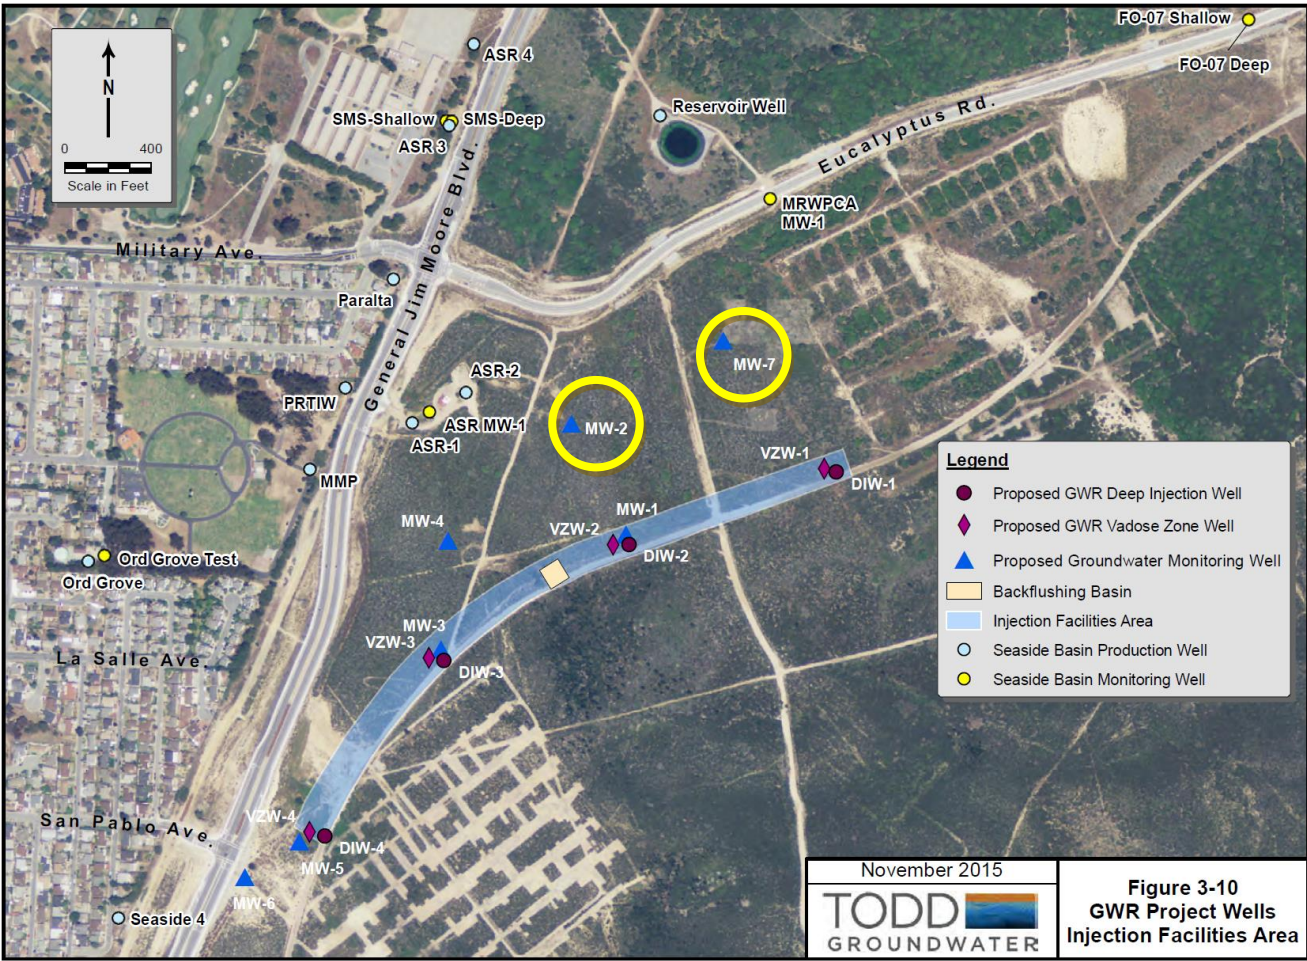 FO-07 Shallow
FO-07 Deep
N
0 400
Scale in Feet
ASR 4
SMS-Shallow
SMS-Deep
ASR 3
Reservoir Well
Eucalyptus Rd.
MRWPCA
MW-1
Military Ave.
General Jim Moore Blvd.
Paralta
MW-7
ASR-2
PRTIW
ASR MW-1
ASR-1
MW-2
MMP
VZW-1
DIW-1
MW-4
MW-1
VZW-2
DIW-2
Ord Grove Test
Ord Grove
MW-3
VZW-3
DIW-3
La Salle Ave.
San Pablo Ave.
VZW-4
DIW-4
MW-5
MW-6
Seaside 4
Legend
Proposed GWR Deep Injection Well
Proposed GWR Vadose Zone Well
Proposed Groundwater Monitoring Well
Backflushing Basin
Injection Facilities Area
Seaside Basin Production Well
Seaside Basin Monitoring Well
November 2015
TODD
GROUNDWATER
Figure 3-10
GWR Project Wells
Injection Facilities Area